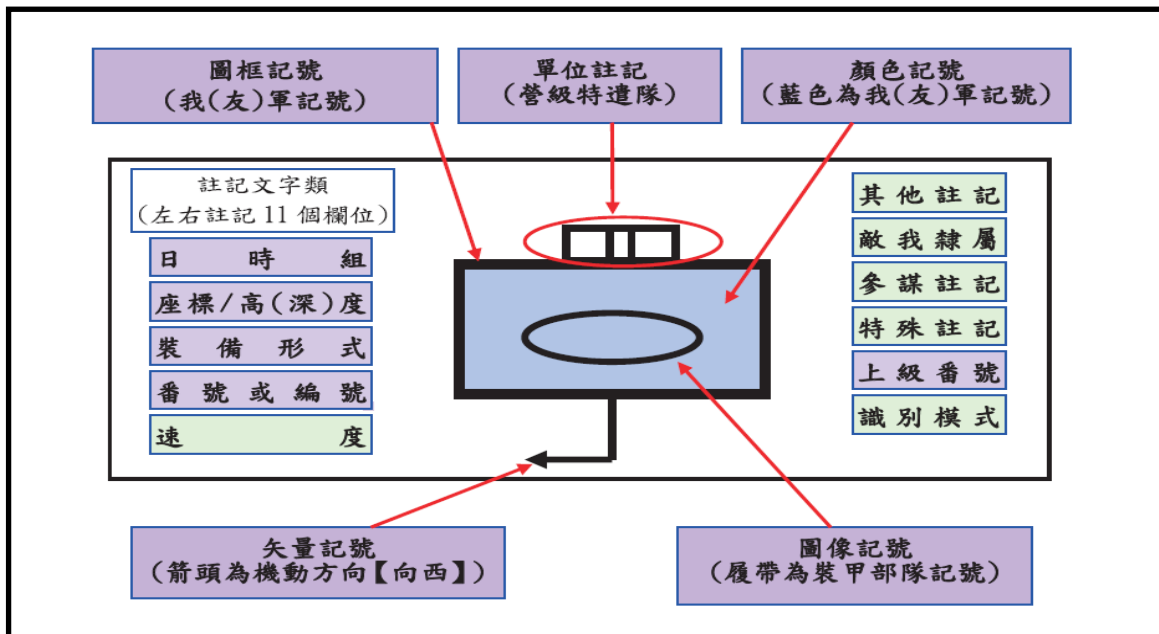 圖框記號
(我(友)軍記號)
單位註記
(營級特遣隊)
顏色記號
(藍色為我(友)軍記號)
註記文字類
(左右註記11個欄位)
日時組
座標/高(深)度
裝備形式
番號或編號
速度
其他註記
敵我隸屬
參謀註記
特殊註記
上級番號
識別模式
矢量記號
(箭頭為機動方向【向西】)
圖像記號
(履帶為裝甲部隊記號)